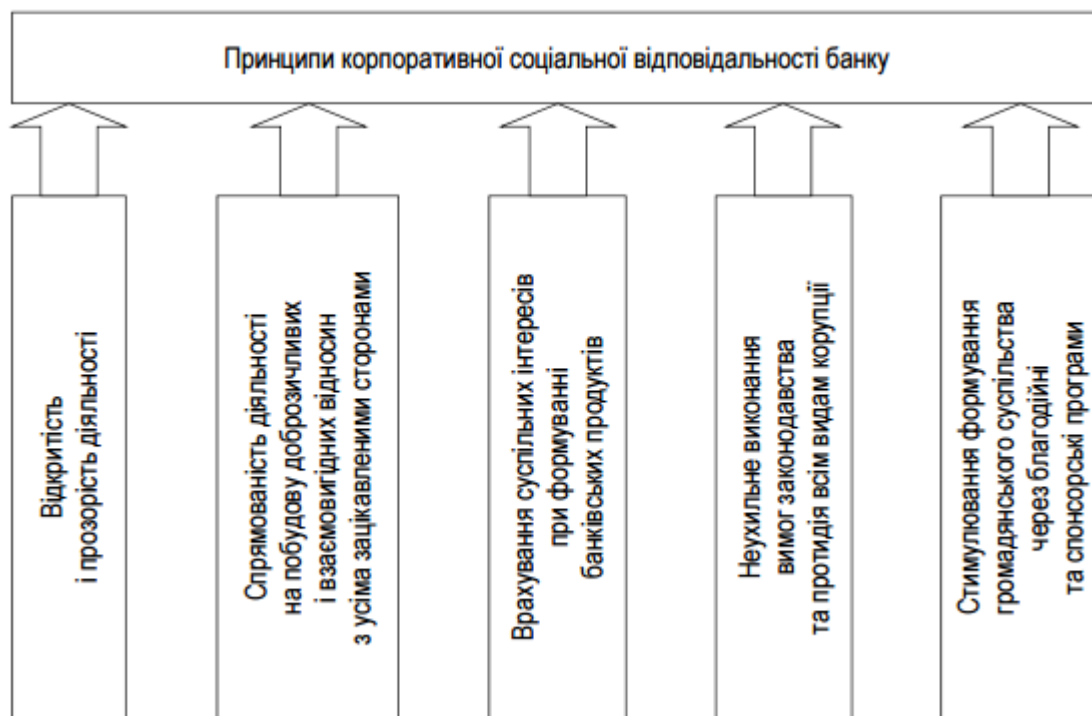 Принципи корпоративної соціальної відповідальності банку
Відкритість
і прозорість діяльності
Спрямованість діяльності
на побудову доброзичливих
і взаємовигідних відносин
з усіма зацікавленими сторонами
Врахування суспільних інтересів
при формуванні
банківських продуктів
Неухильне виконання
вимог законодавства
та протидія всім видам корупції
Стимулювання формування
громадянського суспільства
через благодійні
та спонсорські програми